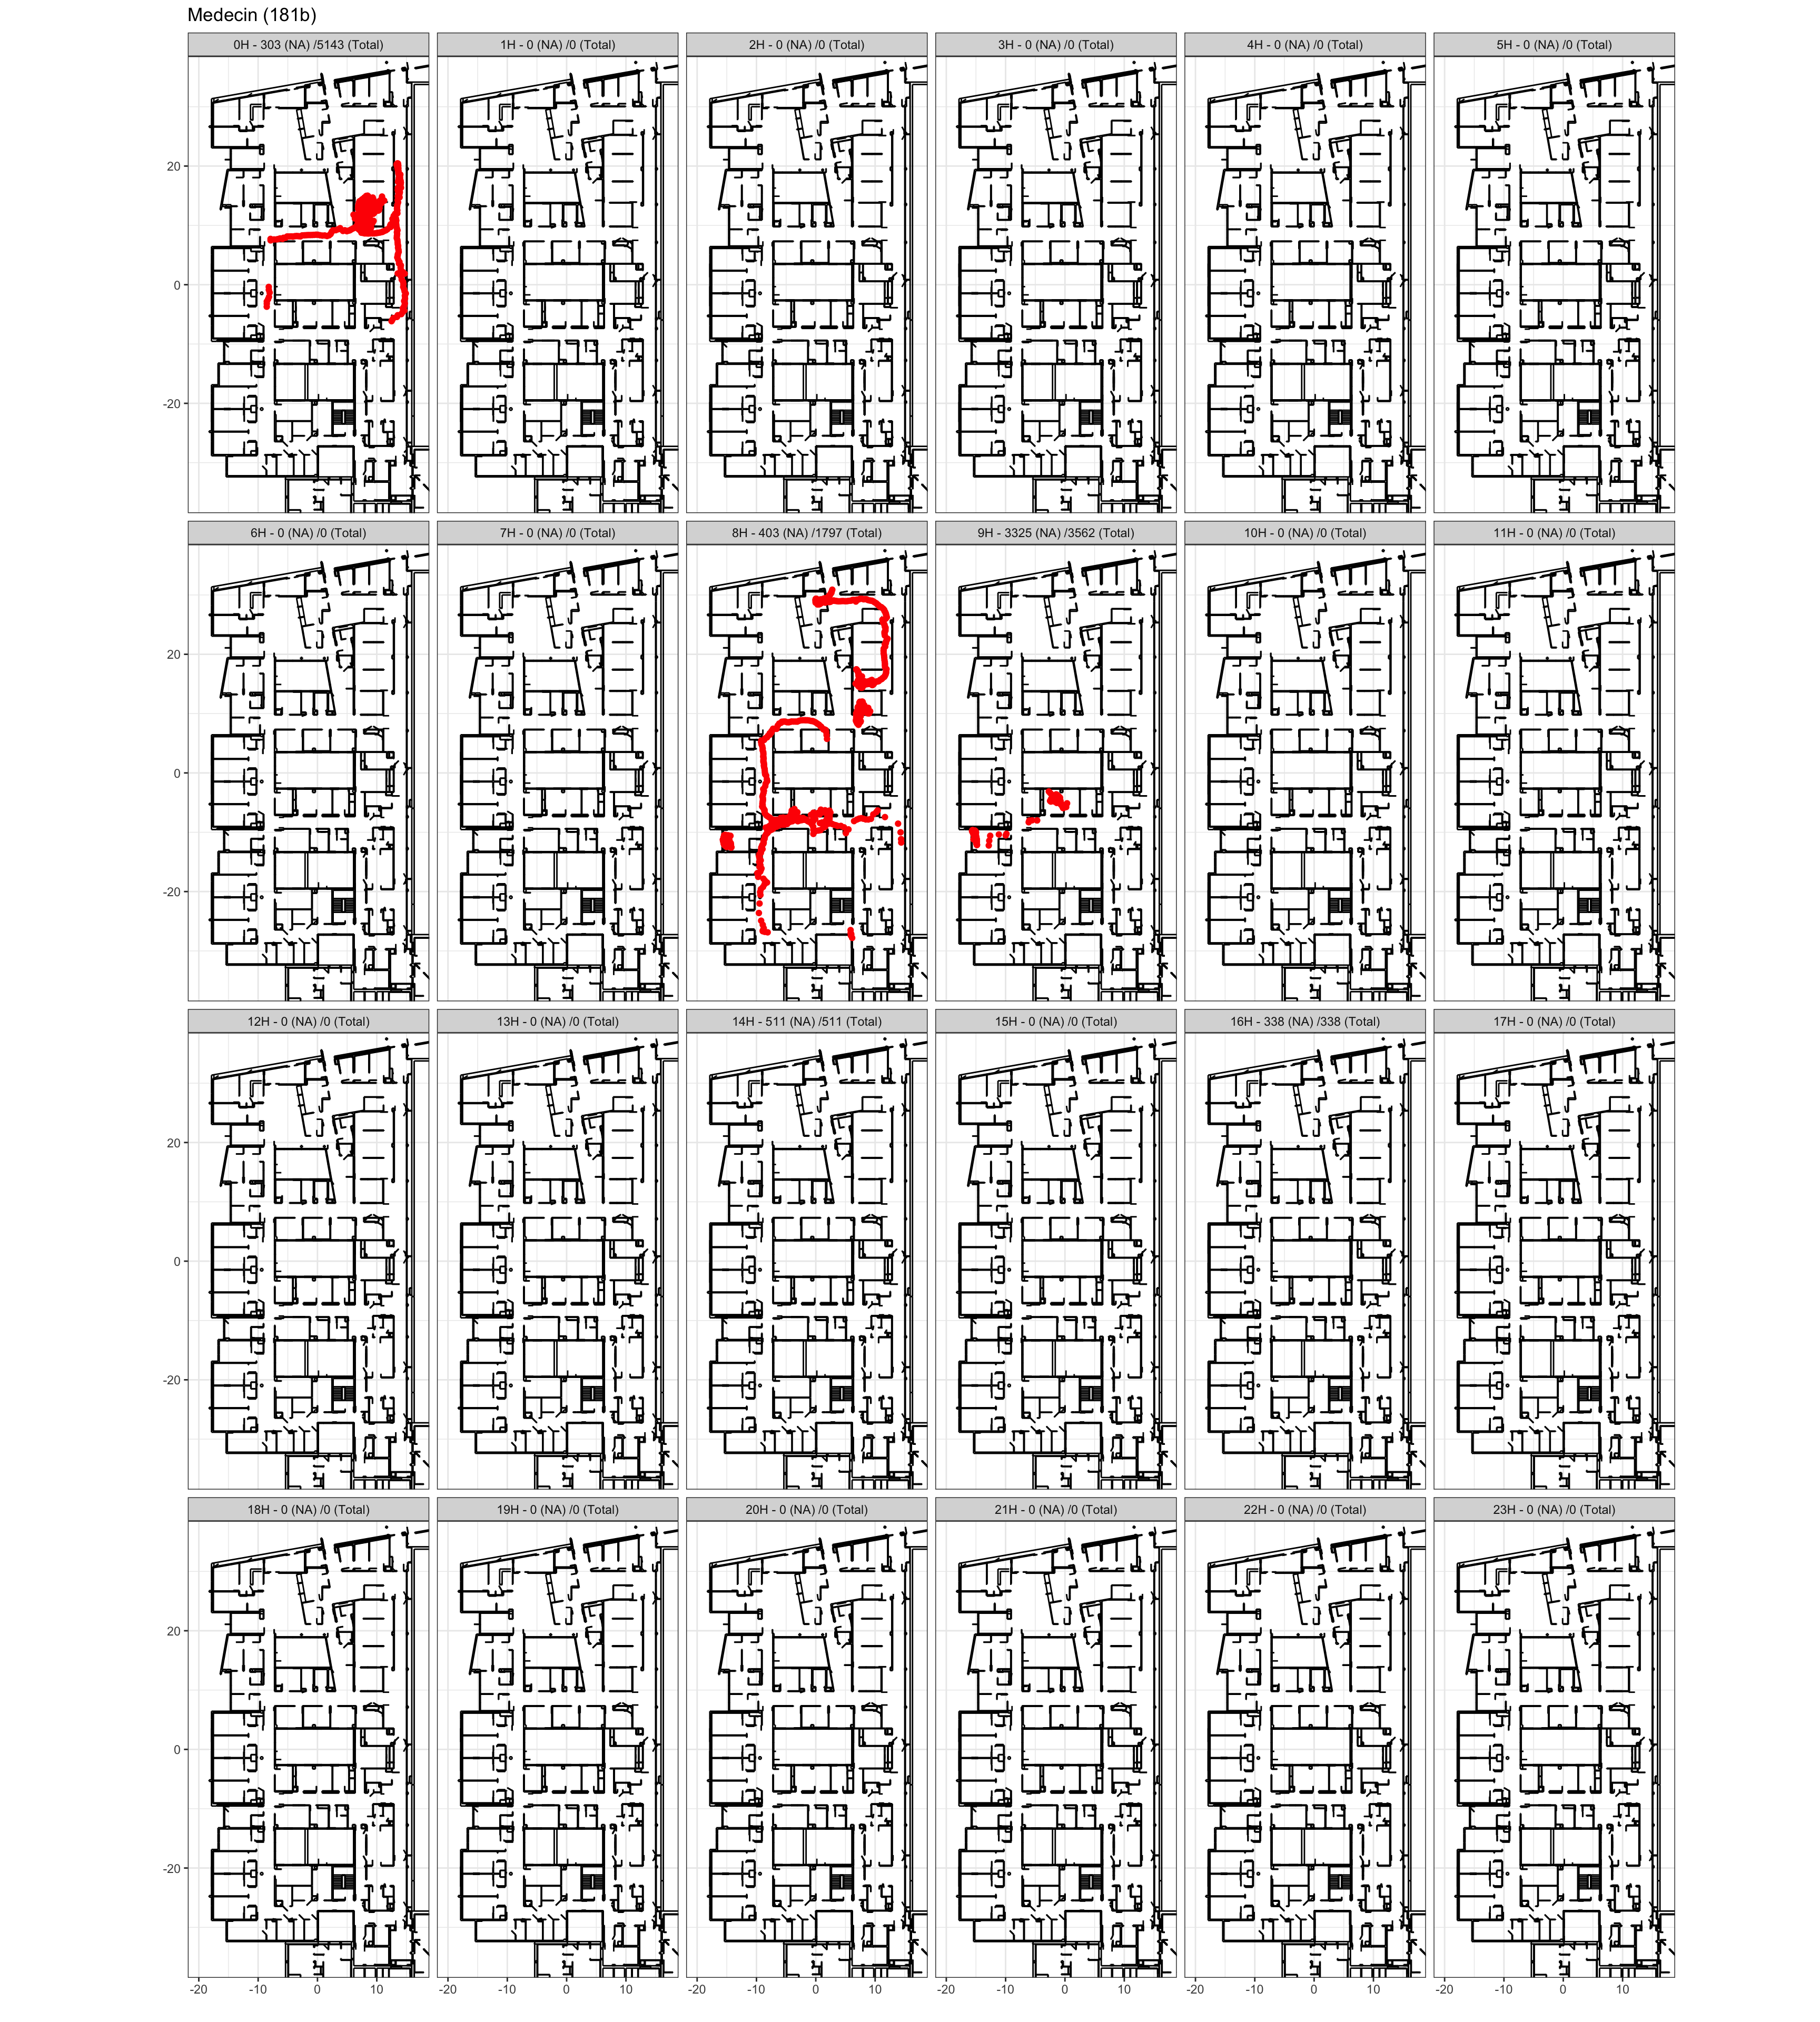 Medecin (181b)
0H - 303 (NA) /5143 (Total) 1H - 0 (NA) /0 (Total) 2H - 0 (NA) /0 (Total) 3H - 0 (NA) /0 (Total) 4H - 0 (NA) /0 (Total) 5H - 0 (NA) /0 (Total)
20
0
-20
6H - 0 (NA) /0 (Total) 7H - 0 (NA) /0 (Total) 8H - 403 (NA) /1797 (Total) 9H - 3325 (NA) /3562 (Total) 10H - 0 (NA) /0 (Total) 11H - 0 (NA) /0 (Total)
20
0
-20
12H - 0 (NA) /0 (Total) 13H - 0 (NA) /0 (Total) 14H - 511 (NA) /511 (Total) 15H - 0 (NA) /0 (Total) 16H - 338 (NA) /338 (Total) 17H - 0 (NA) /0 (Total)
20
0
-20
18H - 0 (NA) /0 (Total) 19H - 0 (NA) /0 (Total) 20H - 0 (NA) /0 (Total) 21H - 0 (NA) /0 (Total) 22H - 0 (NA) /0 (Total) 23H - 0 (NA) /0 (Total)
20
0
-20
-20 -10 0 10 -20 -10 0 10 -20 -10 0 10 -20 -10 0 10 -20 -10 0 10 -20 -10 0 10